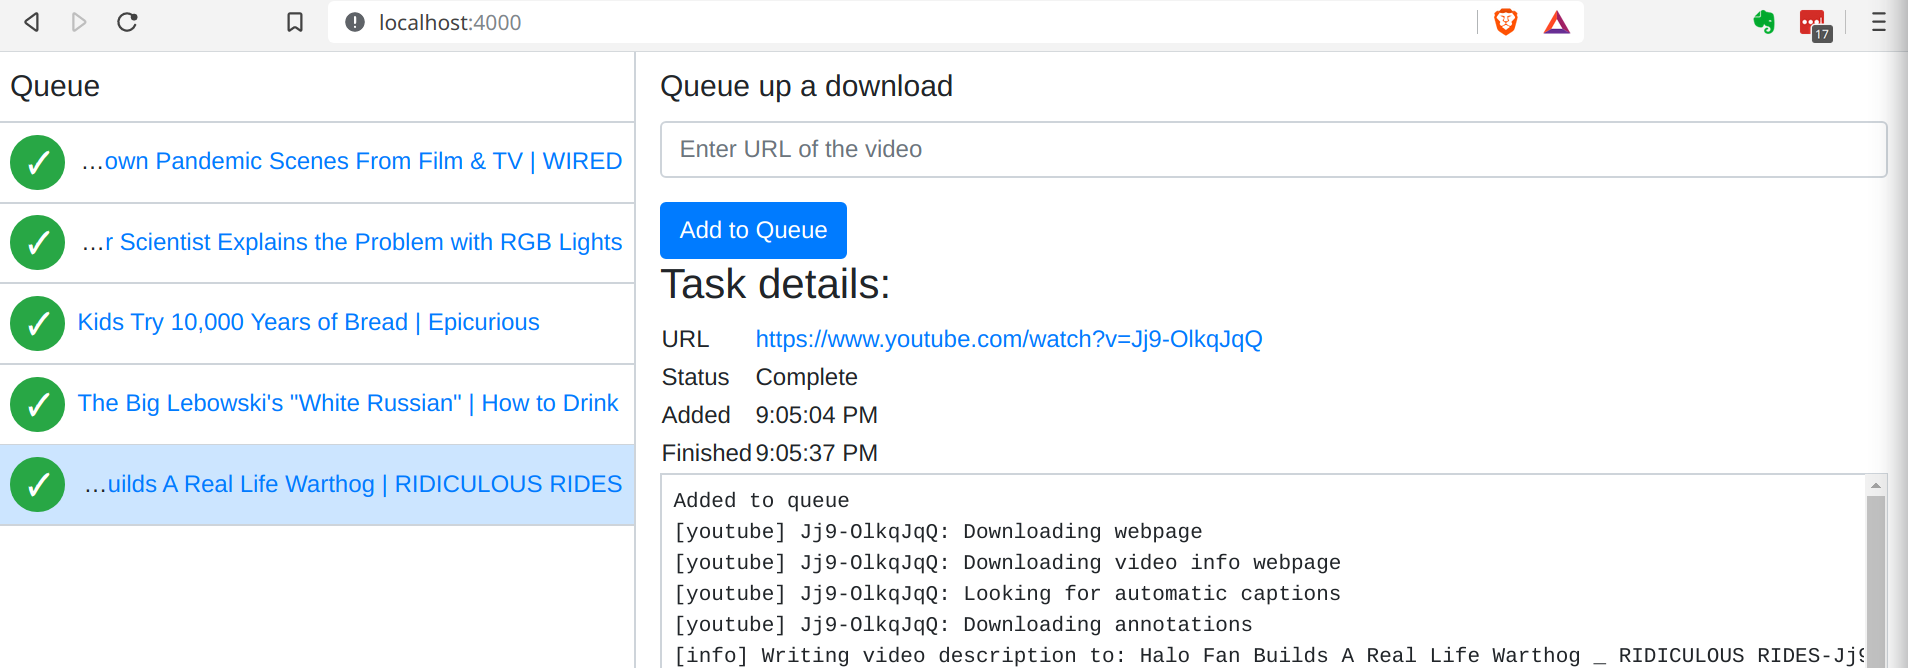 localhost:4000
17
Queue
…own Pandemic Scenes From Film & TV | WIRED
…r Scientist Explains the Problem with RGB Lights
Kids Try 10,000 Years of Bread | Epicurious
The Big Lebowski's "White Russian" | How to Drink
…uilds A Real Life Warthog | RIDICULOUS RIDES
Queue up a download
Enter URL of the video
Add to Queue
Task details:
URL https://www.youtube.com/watch?v=Jj9-OlkqJqQ
Status Complete
Added 9:05:04 PM
Finished 9:05:37 PM
Added to queue
[youtube] Jj9-OlkqJqQ: Downloading webpage
[youtube] Jj9-OlkqJqQ: Downloading video info webpage
[youtube] Jj9-OlkqJqQ: Looking for automatic captions
[youtube] Jj9-OlkqJqQ: Downloading annotations
[info] Writing video description to: Halo Fan Builds A Real Life Warthog _ RIDICULOUS RIDES-Jj9